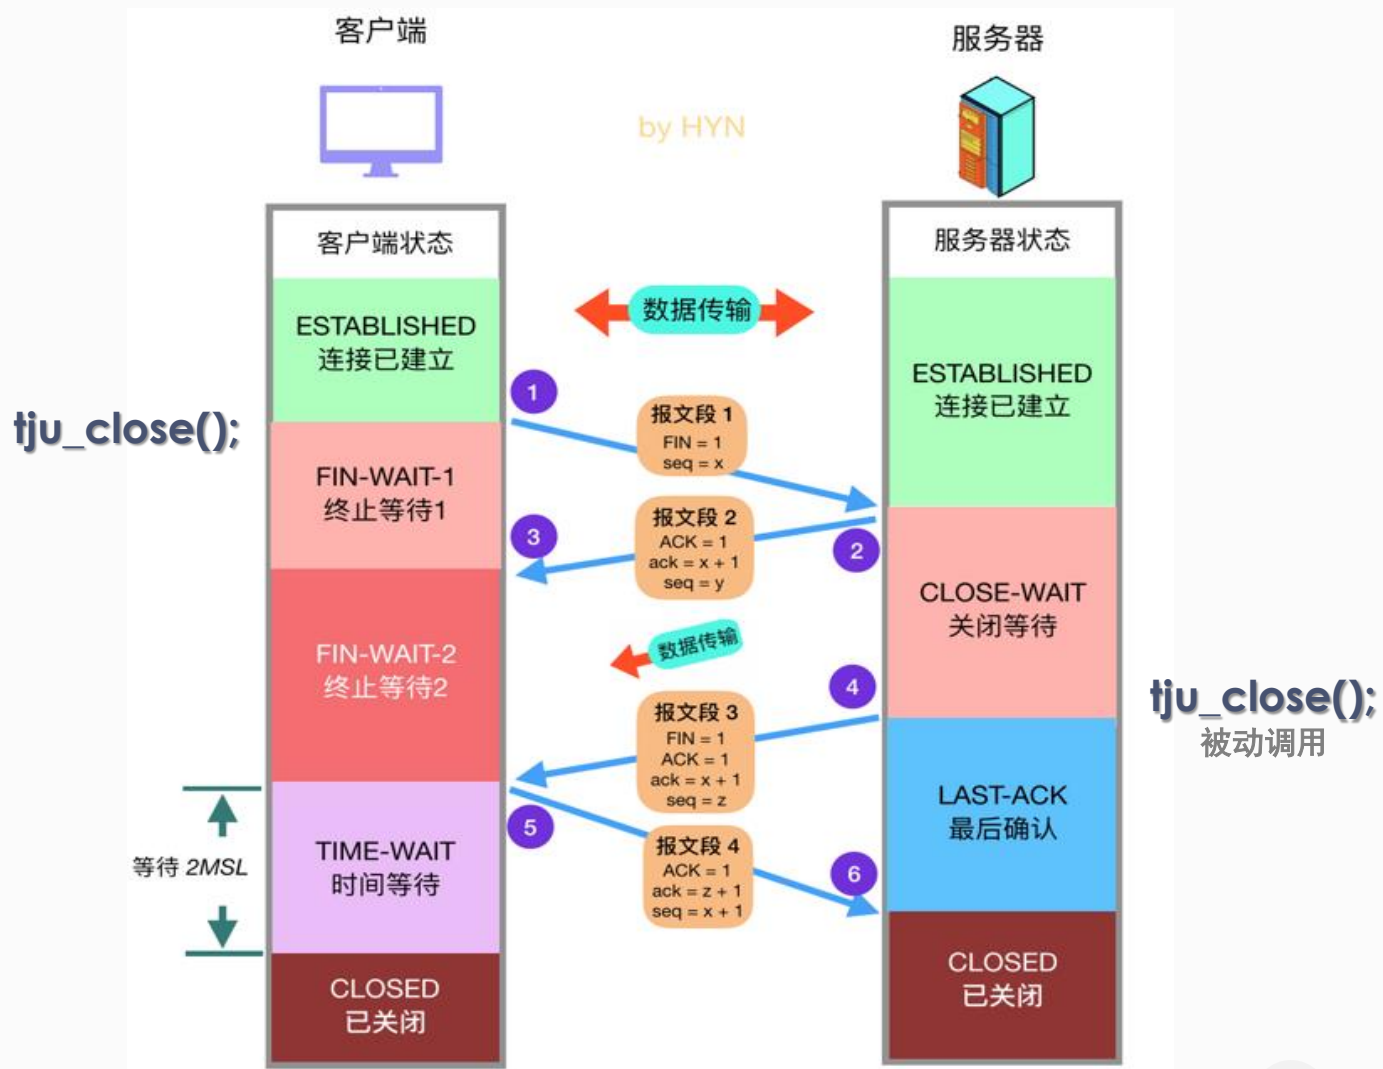 客户端
服务器
by HYN
客户端状态
服务器状态
ESTABLISHED
连接已建立
数据传输
ESTABLISHED
连接已建立
1
报文段 1
FIN = 1
seq = x
tju_close();
FIN-WAIT-1
终止等待1
3
报文段 2
ACK = 1
ack = x + 1
seq = y
2
CLOSE-WAIT
关闭等待
FIN-WAIT-2
终止等待2
数据传输
4
tju_close();
被动调用
报文段 3
FIN = 1
ACK = 1
ack = x + 1
seq = z
LAST-ACK
最后确认
5
等待 2MSL
TIME-WAIT
时间等待
报文段 4
ACK = 1
ack = z + 1
seq = x + 1
6
CLOSED
已关闭
CLOSED
已关闭